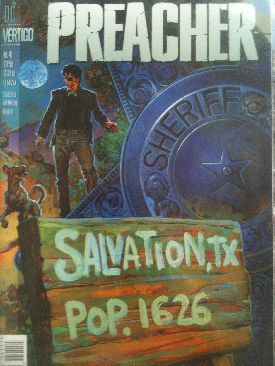 DC
VERTIGO
PREACHER
SHERIFF
SALVATION, TX
POP. 1626